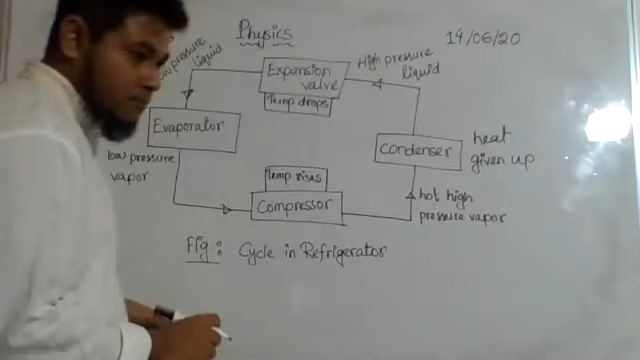 Physics
14/06/20
pressure
liquid
Expansion
valve
High pressure
liquid
Temp drops
Evaporator
Condenser
heat
given up
low pressure
vapor
Temp rises
Compressor
hot high
pressure vapor
Fig: Cycle in Refrigerator